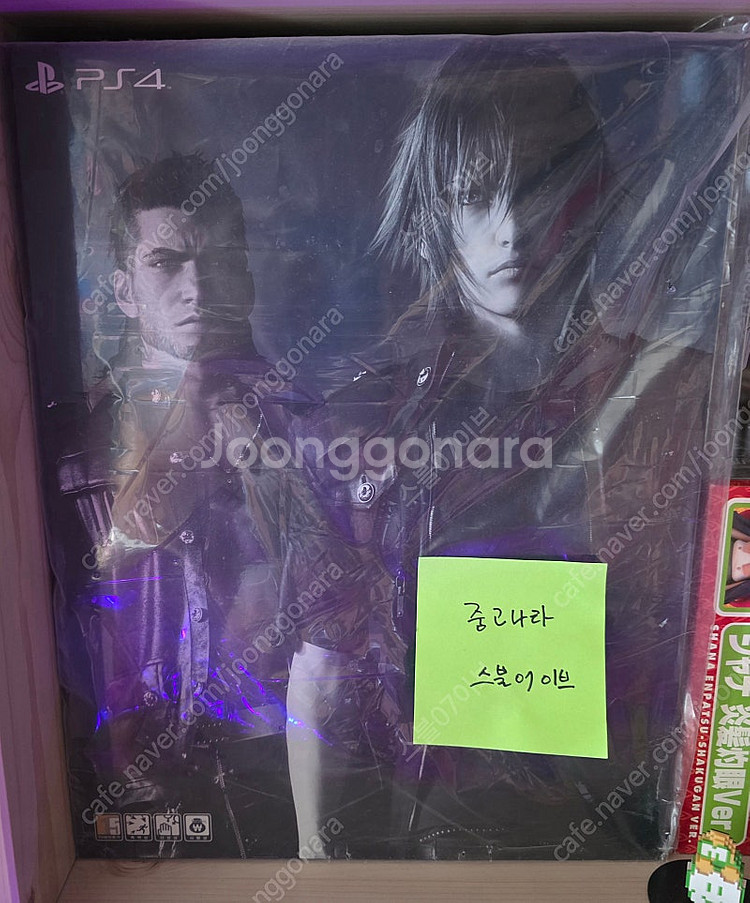 PS4
Joonggonara
cafe.naver.com/joonggonara
중고나라
스블어이브
シャナ 炎髪灼眼Ver
SHANA ENPATSU·SHAKUGAN VER.